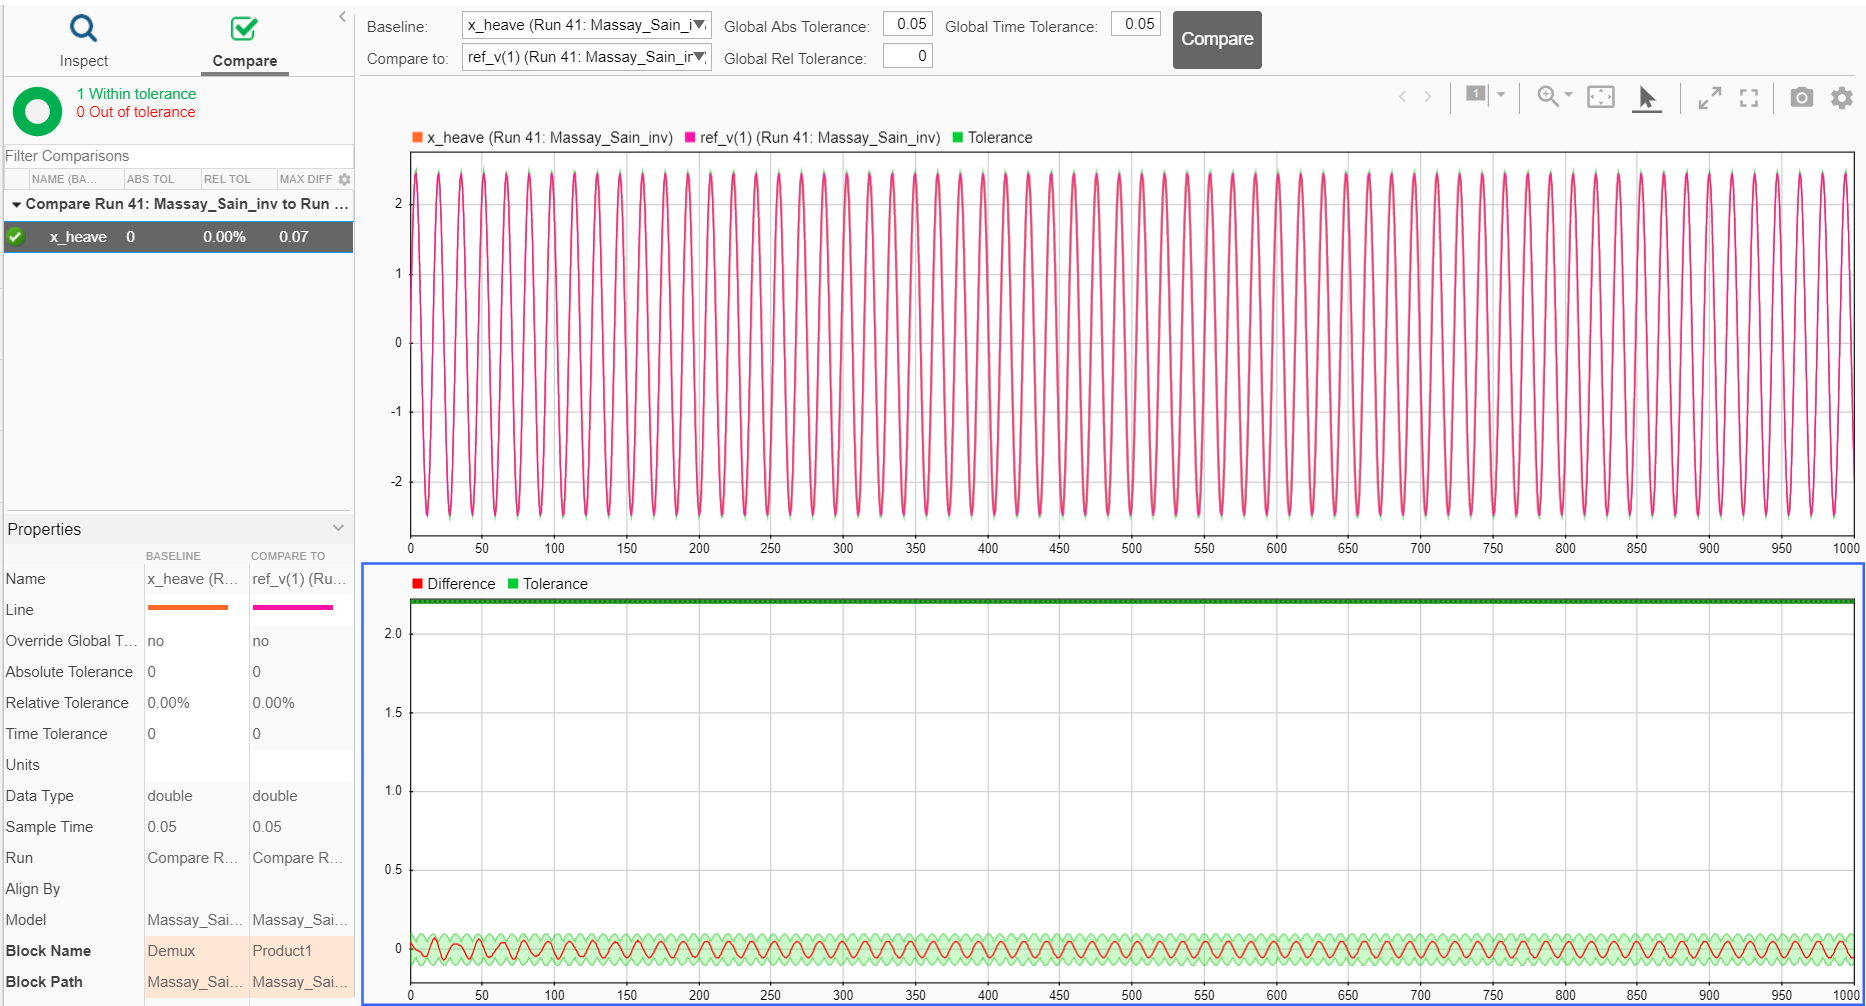 Inspect
Compare
Baseline:
x_heave (Run 41: Massay_Sain_i
Global Abs Tolerance:
0.05
Global Time Tolerance:
0.05
Compare
Compare to:
ref_v(1) (Run 41: Massay_Sain_ir
Global Rel Tolerance:
0
1 Within tolerance
0 Out of tolerance
Filter Comparisons
NAME (BA... ABS TOL REL TOL MAX DIFF
Compare Run 41: Massay_Sain_inv to Run ...
x_heave 0 0.00% 0.07
1
x_heave (Run 41: Massay_Sain_inv) ref_v(1) (Run 41: Massay_Sain_inv) Tolerance
2
1
0
-1
-2
0 50 100 150 200 250 300 350 400 450 500 550 600 650 700 750 800 850 900 950 1000
Properties
BASELINE COMPARE TO
Name x_heave (R... ref_v(1) (Ru...
Line
Override Global T... no no
Absolute Tolerance 0 0
Relative Tolerance 0.00% 0.00%
Time Tolerance 0 0
Units
Data Type double double
Sample Time 0.05 0.05
Run Compare R... Compare R...
Align By
Model Massay_Sai... Massay_Sai...
Block Name Demux Product1
Block Path Massay_Sai... Massay_Sai...
Difference Tolerance
2.0
1.5
1.0
0.5
0
0 50 100 150 200 250 300 350 400 450 500 550 600 650 700 750 800 850 900 950 1000